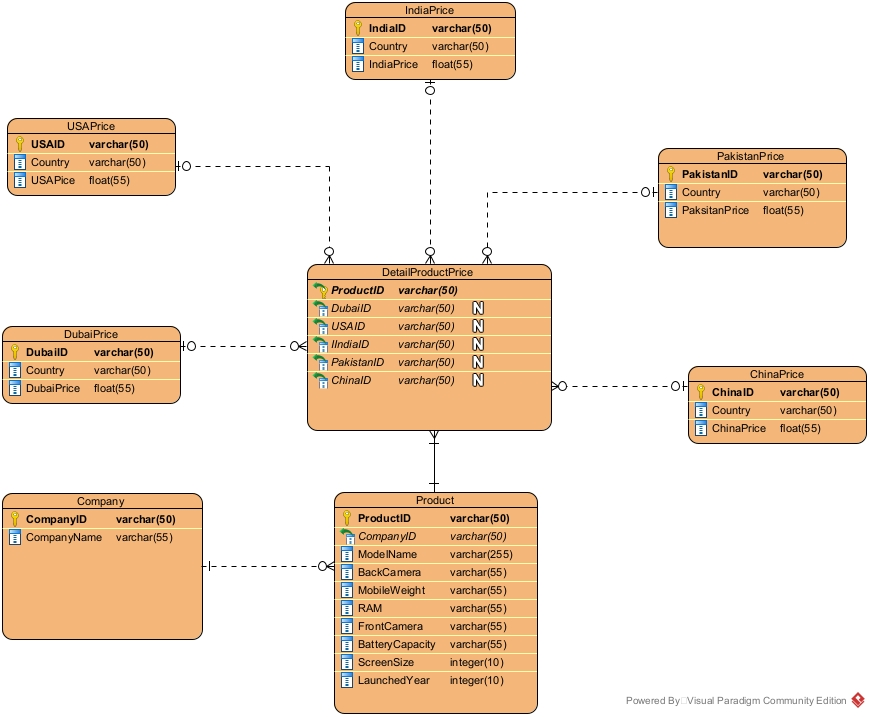 IndiaPrice
IndiaID varchar(50)
Country varchar(50)
IndiaPrice float(55)
USAPrice
USAID varchar(50)
Country varchar(50)
USAPice float(55)
PakistanPrice
PakistanID varchar(50)
Country varchar(50)
PaksitanPrice float(55)
DetailProductPrice
ProductID varchar(50)
DubaiID varchar(50) N
USAID varchar(50) N
IIndiaID varchar(50) N
PakistanID varchar(50) N
ChinaID varchar(50) N
DubaiPrice
DubaiID varchar(50)
Country varchar(50)
DubaiPrice float(55)
ChinaPrice
ChinaID varchar(50)
Country varchar(50)
ChinaPrice float(55)
Company
CompanyID varchar(50)
CompanyName varchar(55)
Product
ProductID varchar(50)
CompanyID varchar(50)
ModelName varchar(255)
BackCamera varchar(55)
MobileWeight varchar(55)
RAM varchar(55)
FrontCamera varchar(55)
BatteryCapacity varchar(55)
ScreenSize integer(10)
LaunchedYear integer(10)
Powered By□Visual Paradigm Community Edition